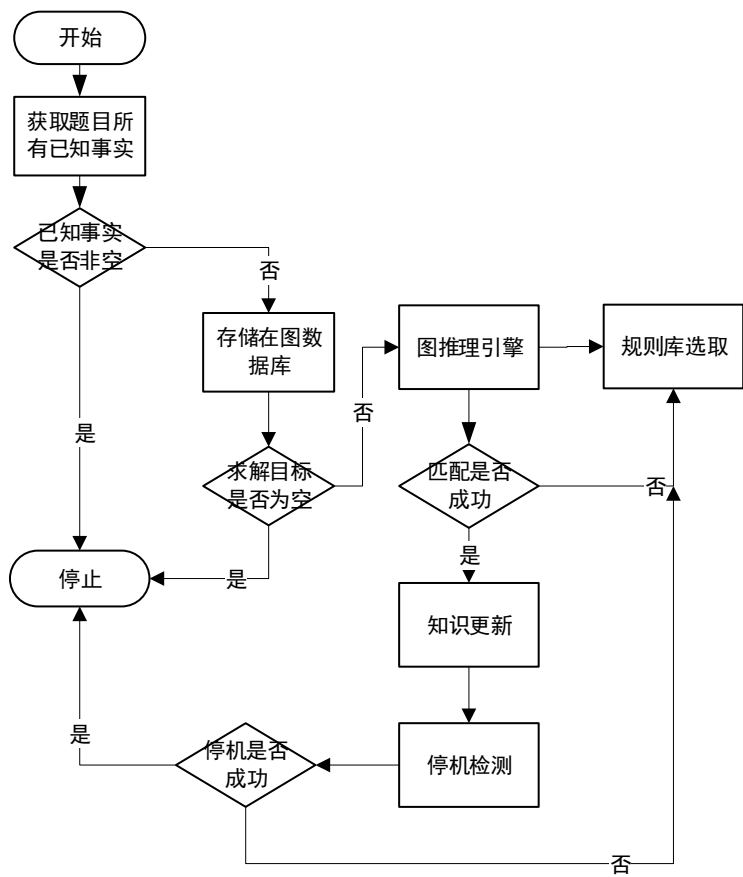 开始
获取题目所
有已知事实
已知事实
是否非空
否
是
存储在图数
据库
求解目标
是否为空
否
是
图推理引擎
规则库选取
匹配是否
成功
否
是
停止
知识更新
停机检测
停机是否
成功
是
否